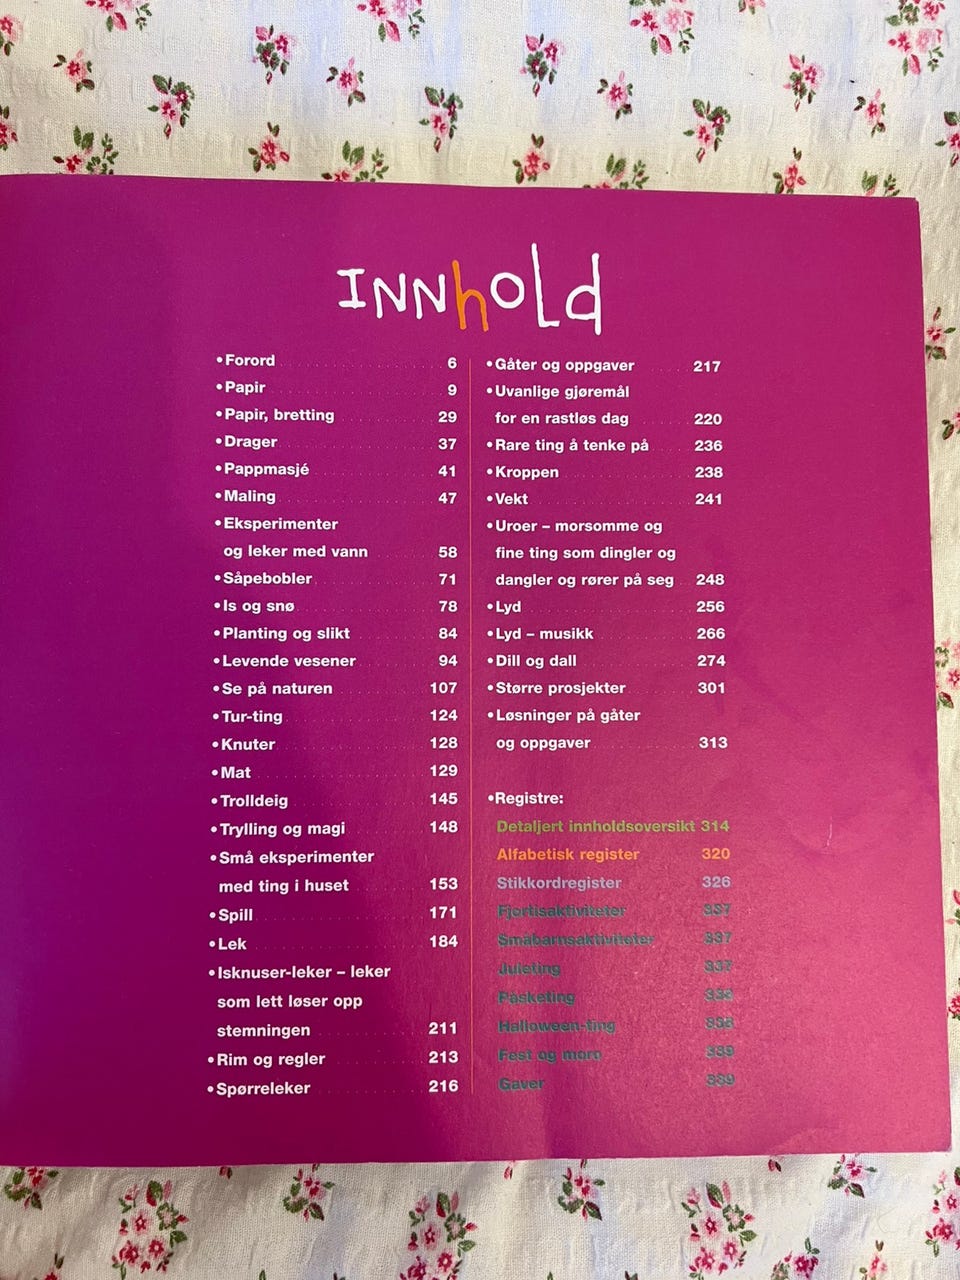 INNhOLd
•Forord 6
•Papir 9
•Papir, bretting 29
•Drager 37
•Pappmasjé 41
•Maling 47
•Eksperimenter
og leker med vann 58
•Såpebobler 71
•Is og snø 78
•Planting og slikt 84
•Levende vesener 94
•Se på naturen 107
•Tur-ting 124
•Knuter 128
•Mat 129
•Trolldeig 145
•Trylling og magi 148
•Små eksperimenter
med ting i huset 153
•Spill 171
•Lek 184
•Isknuser-leker – leker
som lett løser opp
stemningen 211
•Rim og regler 213
•Spørreleker 216
•Gåter og oppgaver 217
•Uvanlige gjøremål
for en rastløs dag 220
•Rare ting å tenke på 236
•Kroppen 238
•Vekt 241
•Uroer – morsomme og
fine ting som dingler og
dangler og rører på seg 248
•Lyd 256
•Lyd – musikk 266
•Dill og dall 274
•Større prosjekter 301
•Løsninger på gåter
og oppgaver 313
•Registre:
Detaljert innholdsoversikt 314
Alfabetisk register 320
Stikkordregister 326
Fjortisaktiviteter 337
Småbarnsaktiviteter 337
Juleting 337
Påsketing 338
Halloween-ting 338
Fest og moro 339
Gaver 339